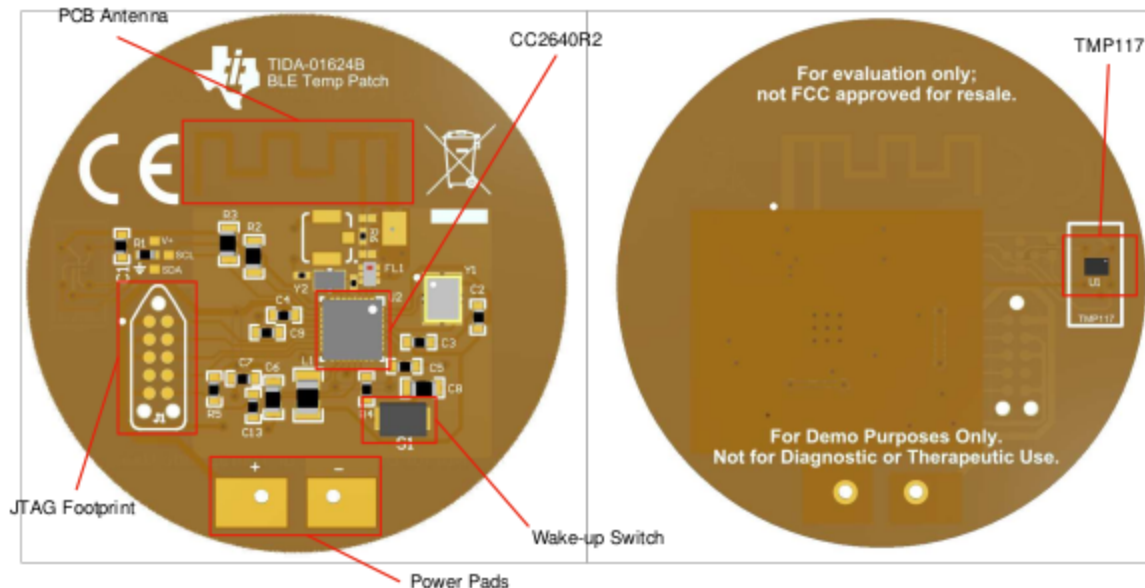 PCB Antenna
CC2640R2
TMP117
TIDA-01624B
BLE Temp Patch
For evaluation only;
not FCC approved for resale.
CE
R3
R2
R1
V+
SCL
SDA
C1
FL1
Y2
Y1
C2
C4
C9
C3
C5
C7
C6
L1
C8
R5
C13
S1
J1
U1
TMP117
For Demo Purposes Only.
Not for Diagnostic or Therapeutic Use.
+
−
JTAG Footprint
Wake-up Switch
Power Pads